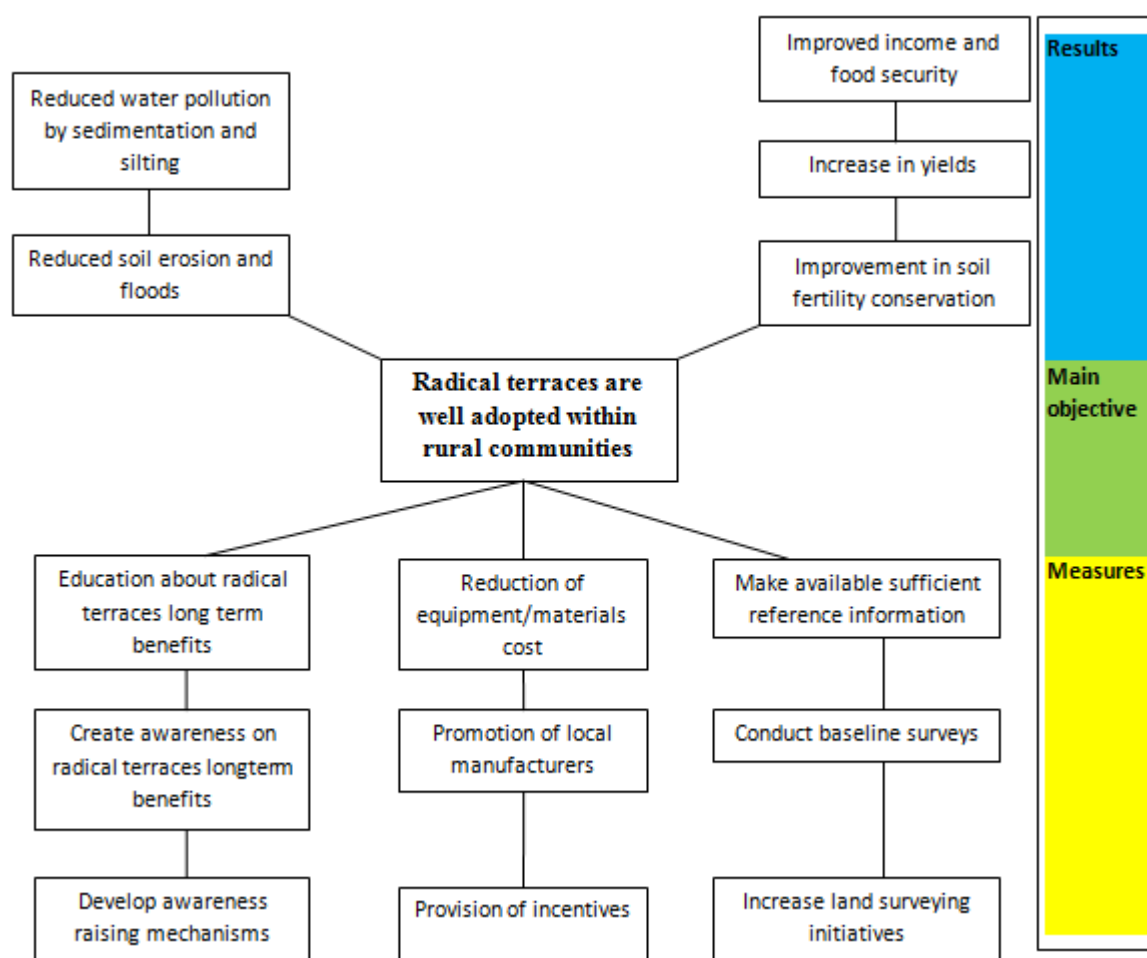 Improved income and
food security
Results
Reduced water pollution
by sedimentation and
silting
Increase in yields
Reduced soil erosion and
floods
Improvement in soil
fertility conservation
Radical terraces are
well adopted within
rural communities
Main
objective
Education about radical
terraces long term
benefits
Reduction of
equipment/materials
cost
Make available sufficient
reference information
Measures
Create awareness on
radical terraces longterm
benefits
Promotion of local
manufacturers
Conduct baseline surveys
Develop awareness
raising mechanisms
Provision of incentives
Increase land surveying
initiatives